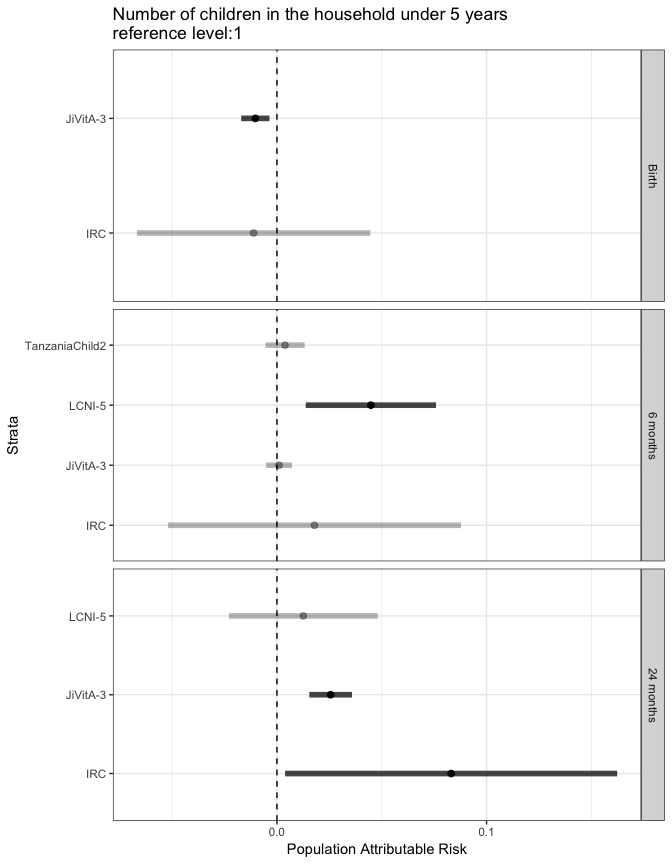 Number of children in the household under 5 years
reference level:1
JiVitA-3
IRC
Birth
TanzaniaChild2
LCNI-5
JiVitA-3
IRC
6 months
LCNI-5
JiVitA-3
IRC
24 months
Strata
0.0
0.1
Population Attributable Risk